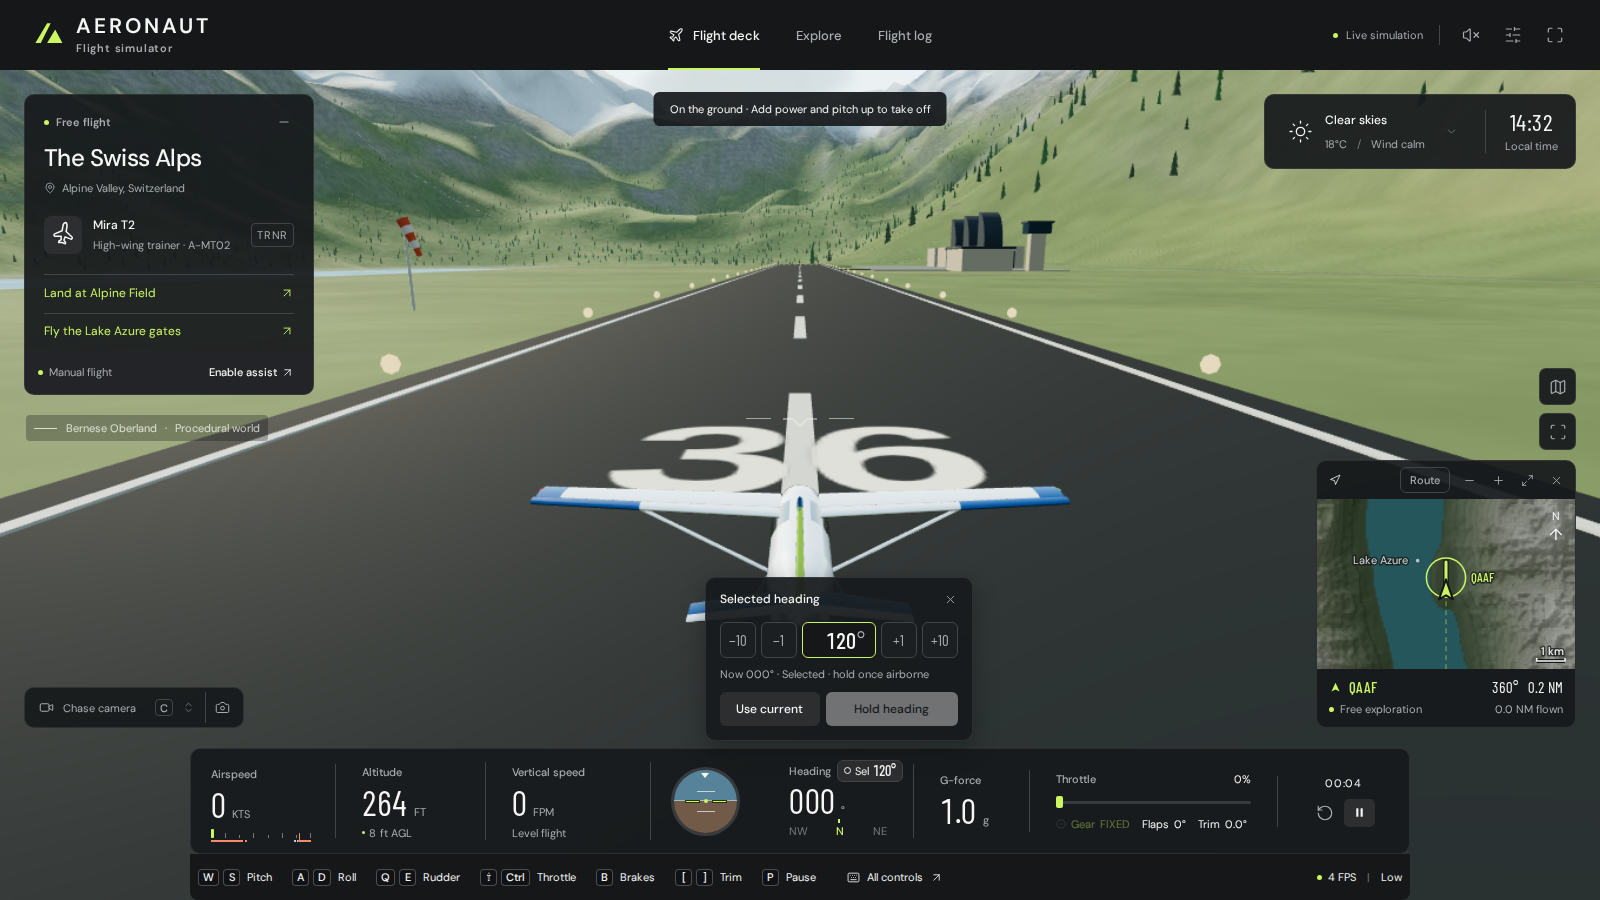 AERONAUT
Flight simulator
Flight deck
Explore
Flight log
Live simulation
On the ground · Add power and pitch up to take off
Free flight
The Swiss Alps
Alpine Valley, Switzerland
Mira T2
High-wing trainer · A-MT02
TRNR
Land at Alpine Field
Fly the Lake Azure gates
Manual flight
Enable assist
Bernese Oberland · Procedural world
Clear skies
18°C / Wind calm
14:32
Local time
36
Route
N
Lake Azure
QAAF
1 km
QAAF
360° 0.2 NM
Free exploration
0.0 NM flown
Selected heading
−10
−1
120°
+1
+10
Now 000° · Selected · hold once airborne
Use current
Hold heading
Chase camera
C
Airspeed
0 KTS
Altitude
264 FT
8 ft AGL
Vertical speed
0 FPM
Level flight
Heading
Sel 120°
000°
NW N NE
G-force
1.0 g
Throttle
0%
Gear FIXED
Flaps 0°
Trim 0.0°
00:04
W S Pitch
A D Roll
Q E Rudder
⇧ Ctrl Throttle
B Brakes
[ ] Trim
P Pause
All controls
4 FPS | Low